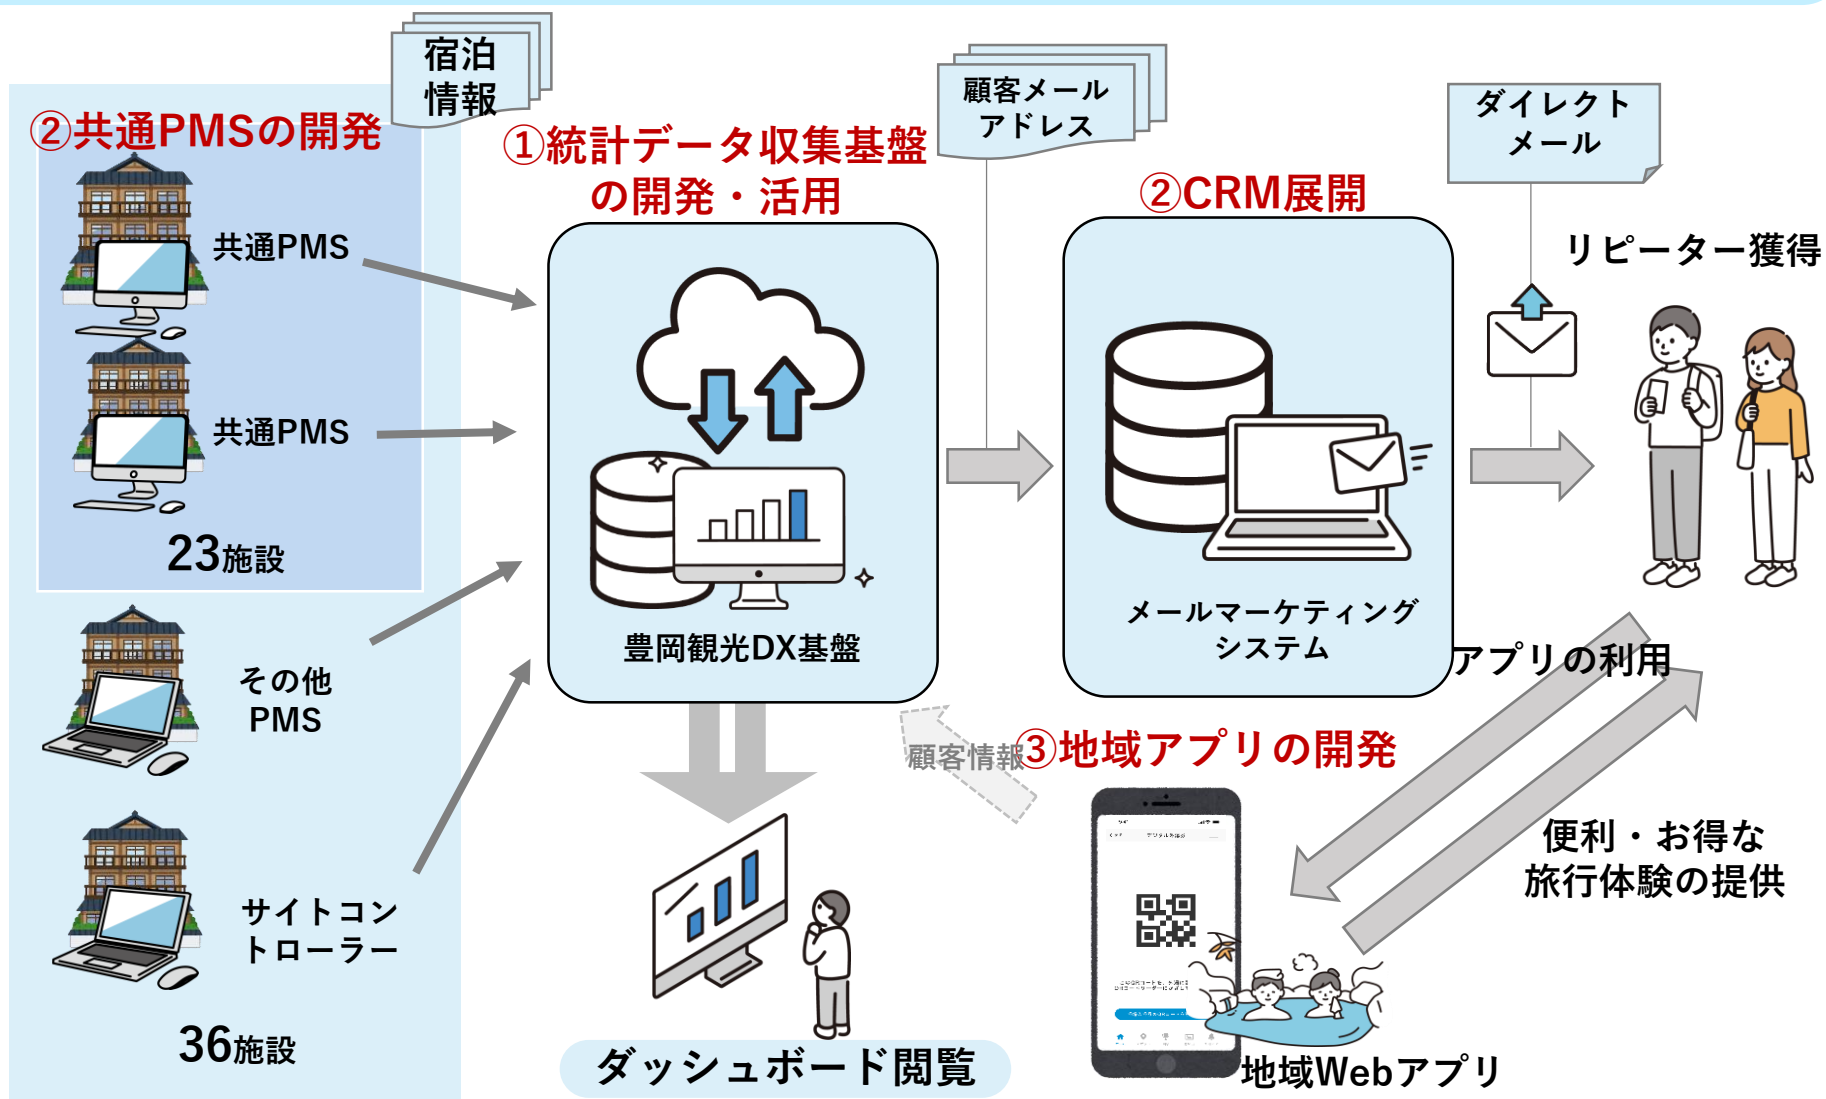 宿泊
情報
②共通PMSの開発
共通PMS
共通PMS
23施設
その他
PMS
サイトコン
トローラー
36施設
①統計データ収集基盤
の開発・活用
豊岡観光DX基盤
ダッシュボード閲覧
顧客メール
アドレス
②CRM展開
メールマーケティング
システム
ダイレクト
メール
リピーター獲得
アプリの利用
顧客情報
③地域アプリの開発
便利・お得な
旅行体験の提供
地域Webアプリ